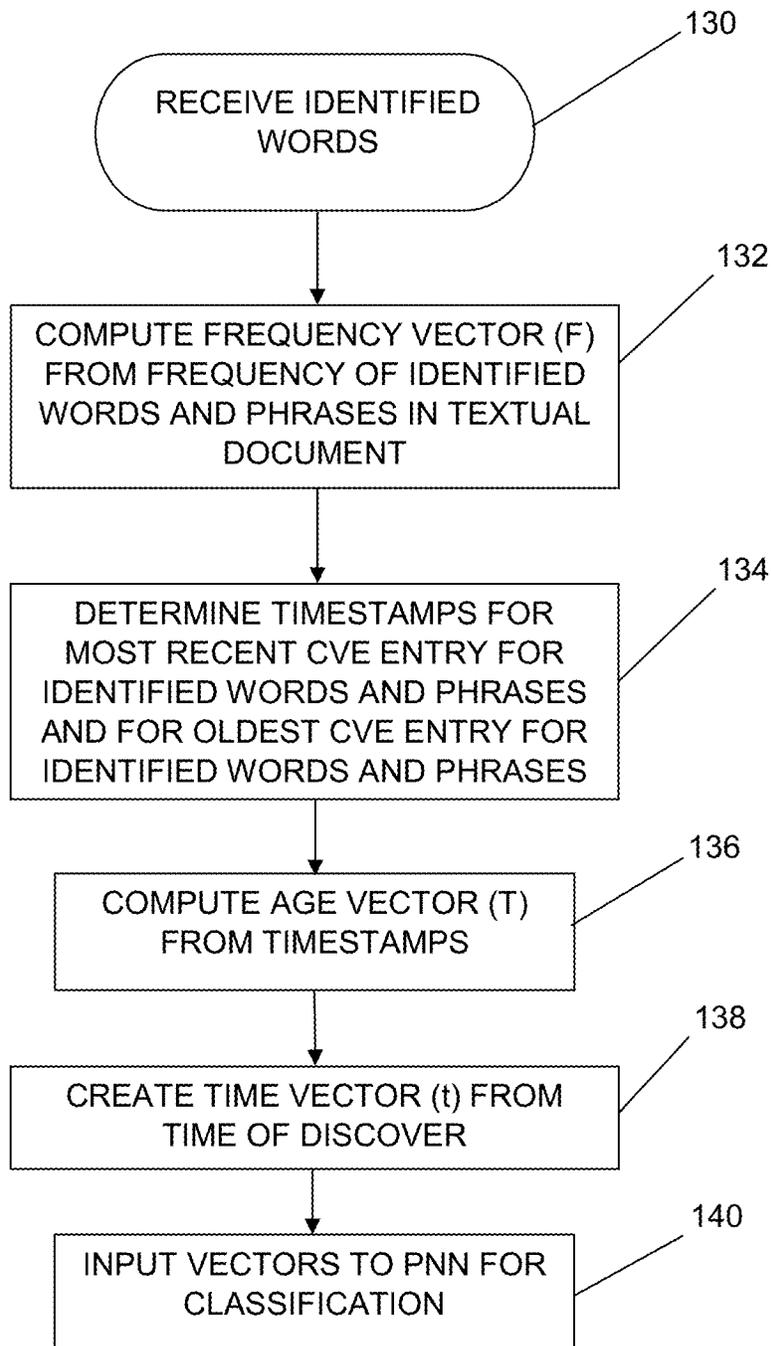 130
RECEIVE IDENTIFIED
WORDS
132
COMPUTE FREQUENCY VECTOR (F)
FROM FREQUENCY OF IDENTIFIED
WORDS AND PHRASES IN TEXTUAL
DOCUMENT
134
DETERMINE TIMESTAMPS FOR
MOST RECENT CVE ENTRY FOR
IDENTIFIED WORDS AND PHRASES
AND FOR OLDEST CVE ENTRY FOR
IDENTIFIED WORDS AND PHRASES
136
COMPUTE AGE VECTOR (T)
FROM TIMESTAMPS
138
CREATE TIME VECTOR (t) FROM
TIME OF DISCOVER
140
INPUT VECTORS TO PNN FOR
CLASSIFICATION